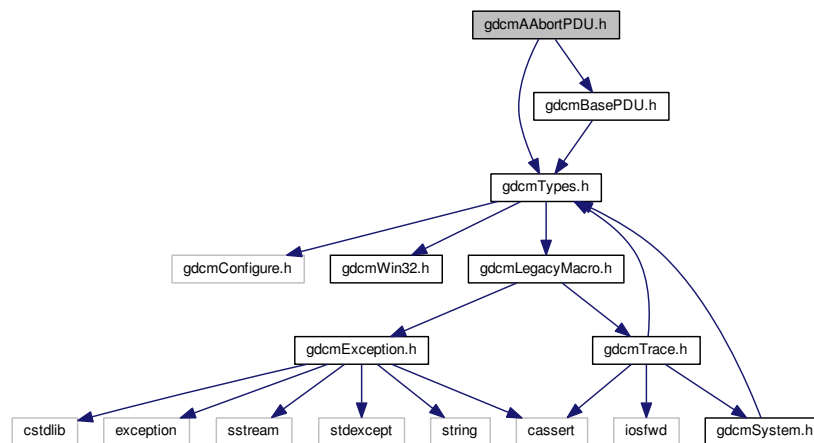 gdcmAAbortPDU.h
gdcmBasePDU.h
gdcmTypes.h
gdcmConfigure.h
gdcmWin32.h
gdcmLegacyMacro.h
gdcmException.h
gdcmTrace.h
cstdlib
exception
sstream
stdexcept
string
cassert
iosfwd
gdcmSystem.h